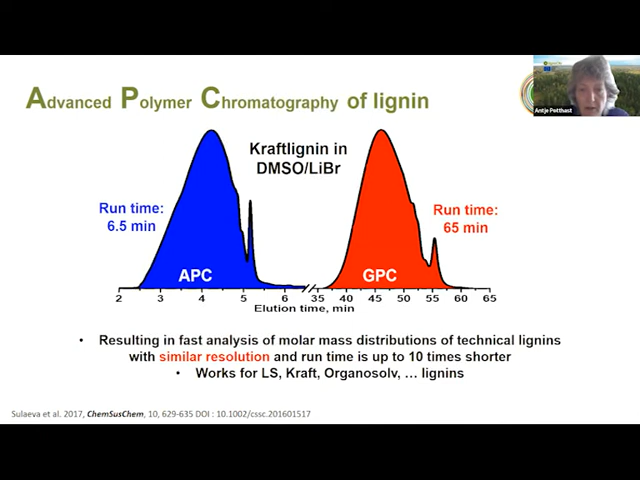 Advanced Polymer Chromatography of lignin
Antje Potthast
Kraftlignin in
DMSO/LiBr
Run time:
6.5 min
Run time:
65 min
APC
GPC
2 3 4 5 6 35 40 45 50 55 60 65
Elution time, min
• Resulting in fast analysis of molar mass distributions of technical lignins
with similar resolution and run time is up to 10 times shorter
• Works for LS, Kraft, Organosolv, … lignins
Sulaeva et al. 2017, ChemSusChem, 10, 629-635 DOI : 10.1002/cssc.201601517